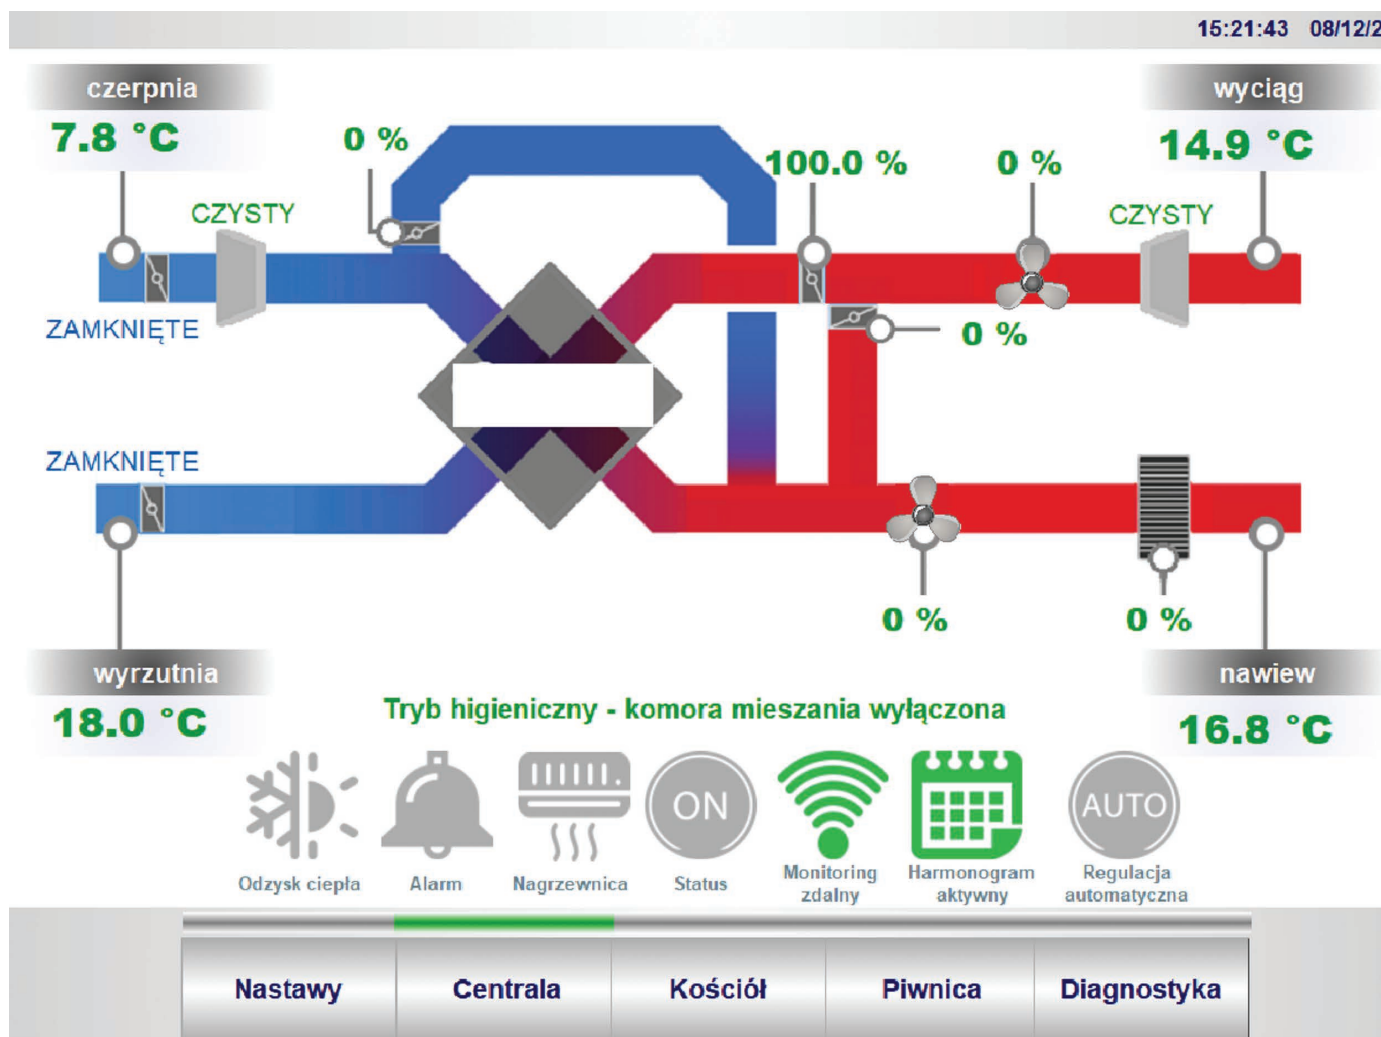 15:21:43 08/12/2
czerpnia
7.8 °C
wyciąg
14.9 °C
0 %
100.0 %
0 %
CZYSTY
CZYSTY
ZAMKNIĘTE
0 %
ZAMKNIĘTE
0 %
0 %
wyrzutnia
18.0 °C
nawiew
16.8 °C
Tryb higieniczny - komora mieszania wyłączona
ON
AUTO
Odzysk ciepła
Alarm
Nagrzewnica
Status
Monitoring
zdalny
Harmonogram
aktywny
Regulacja
automatyczna
Nastawy
Centrala
Kościół
Piwnica
Diagnostyka